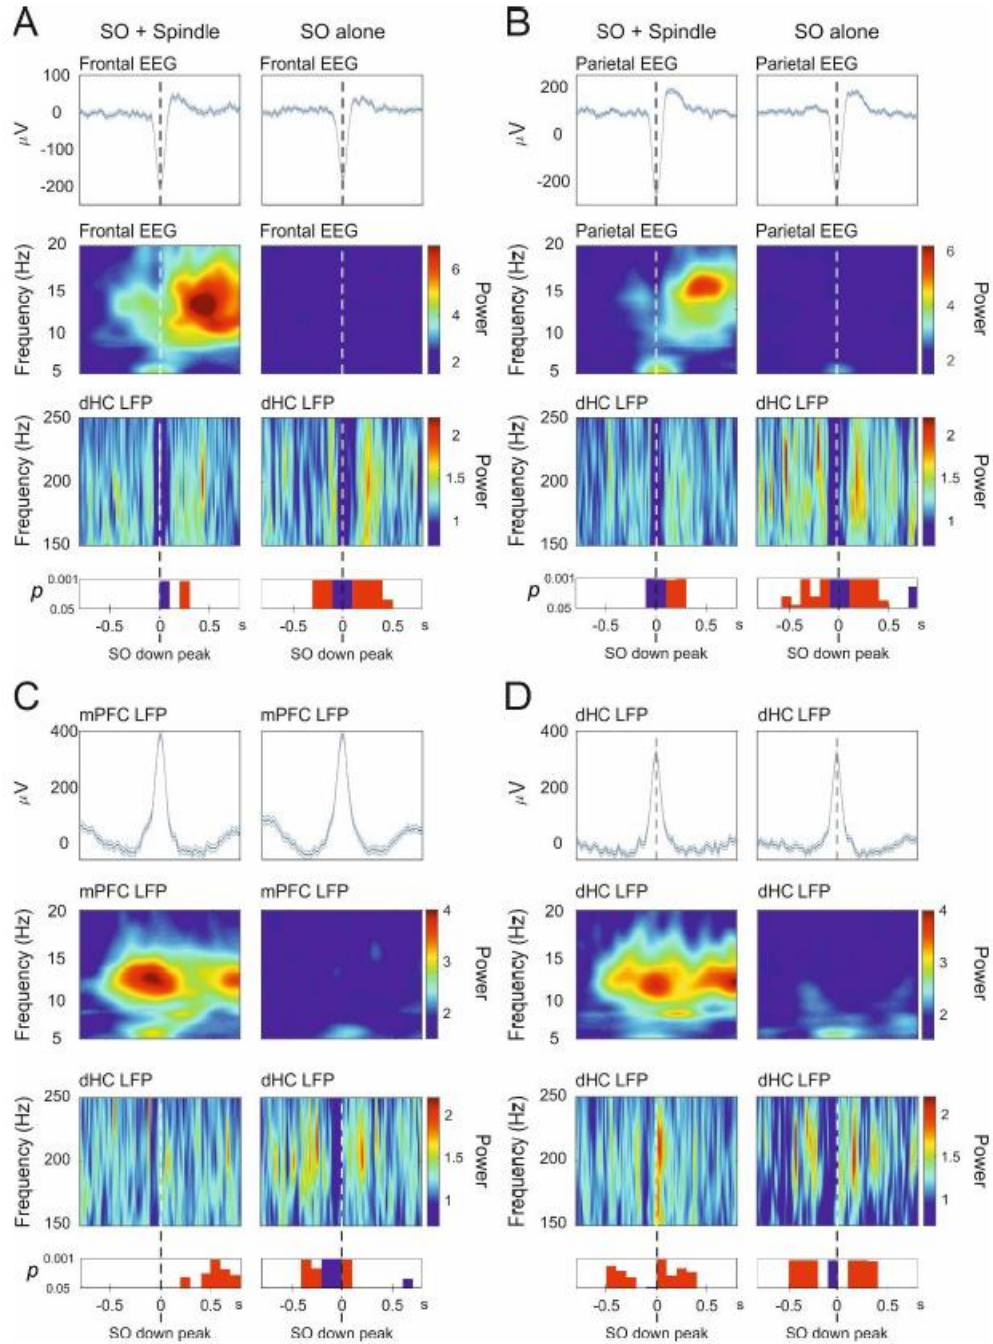 A
SO + Spindle
SO alone
B
SO + Spindle
SO alone
Frontal EEG
Frontal EEG
Parietal EEG
Parietal EEG
100
0
-100
-200
μV
200
0
-200
μV
Frontal EEG
Frontal EEG
Parietal EEG
Parietal EEG
20
15
10
5
Frequency (Hz)
6
4
2
Power
20
15
10
5
Frequency (Hz)
6
4
2
Power
dHC LFP
dHC LFP
dHC LFP
dHC LFP
250
200
150
Frequency (Hz)
2
1.5
1
Power
250
200
150
Frequency (Hz)
2
1.5
1
Power
p
0.001
0.05
-0.5 0 0.5 s
-0.5 0 0.5 s
p
0.001
0.05
-0.5 0 0.5 s
-0.5 0 0.5 s
SO down peak
SO down peak
SO down peak
SO down peak
C
D
mPFC LFP
mPFC LFP
dHC LFP
dHC LFP
400
200
0
μV
400
200
0
μV
mPFC LFP
mPFC LFP
dHC LFP
dHC LFP
20
15
10
5
Frequency (Hz)
4
3
2
Power
20
15
10
5
Frequency (Hz)
4
3
2
Power
dHC LFP
dHC LFP
dHC LFP
dHC LFP
250
200
150
Frequency (Hz)
2
1.5
1
Power
250
200
150
Frequency (Hz)
2
1.5
1
Power
p
0.001
0.05
-0.5 0 0.5 s
-0.5 0 0.5 s
-0.5 0 0.5 s
-0.5 0 0.5 s
SO down peak
SO down peak
SO down peak
SO down peak